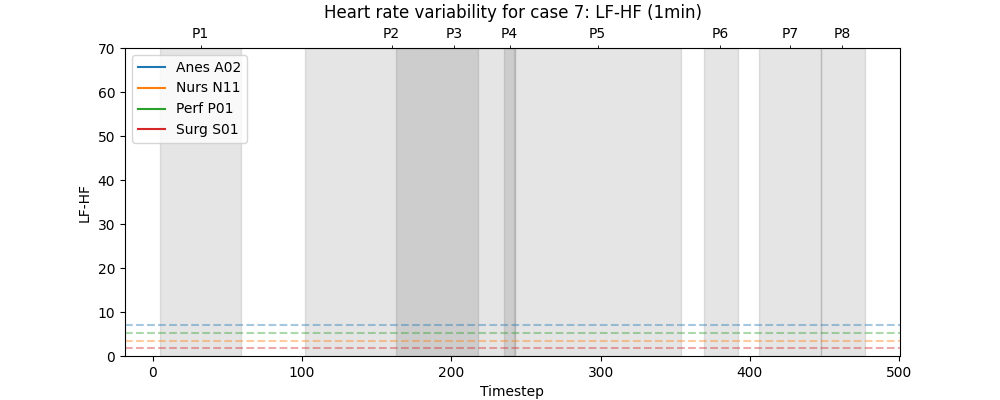 Heart rate variability for case 7: LF-HF (1min)
P1 P2 P3 P4 P5 P6 P7 P8
70
60
50
40
30
20
10
0
Anes A02
Nurs N11
Perf P01
Surg S01
LF-HF
0 100 200 300 400 500
Timestep